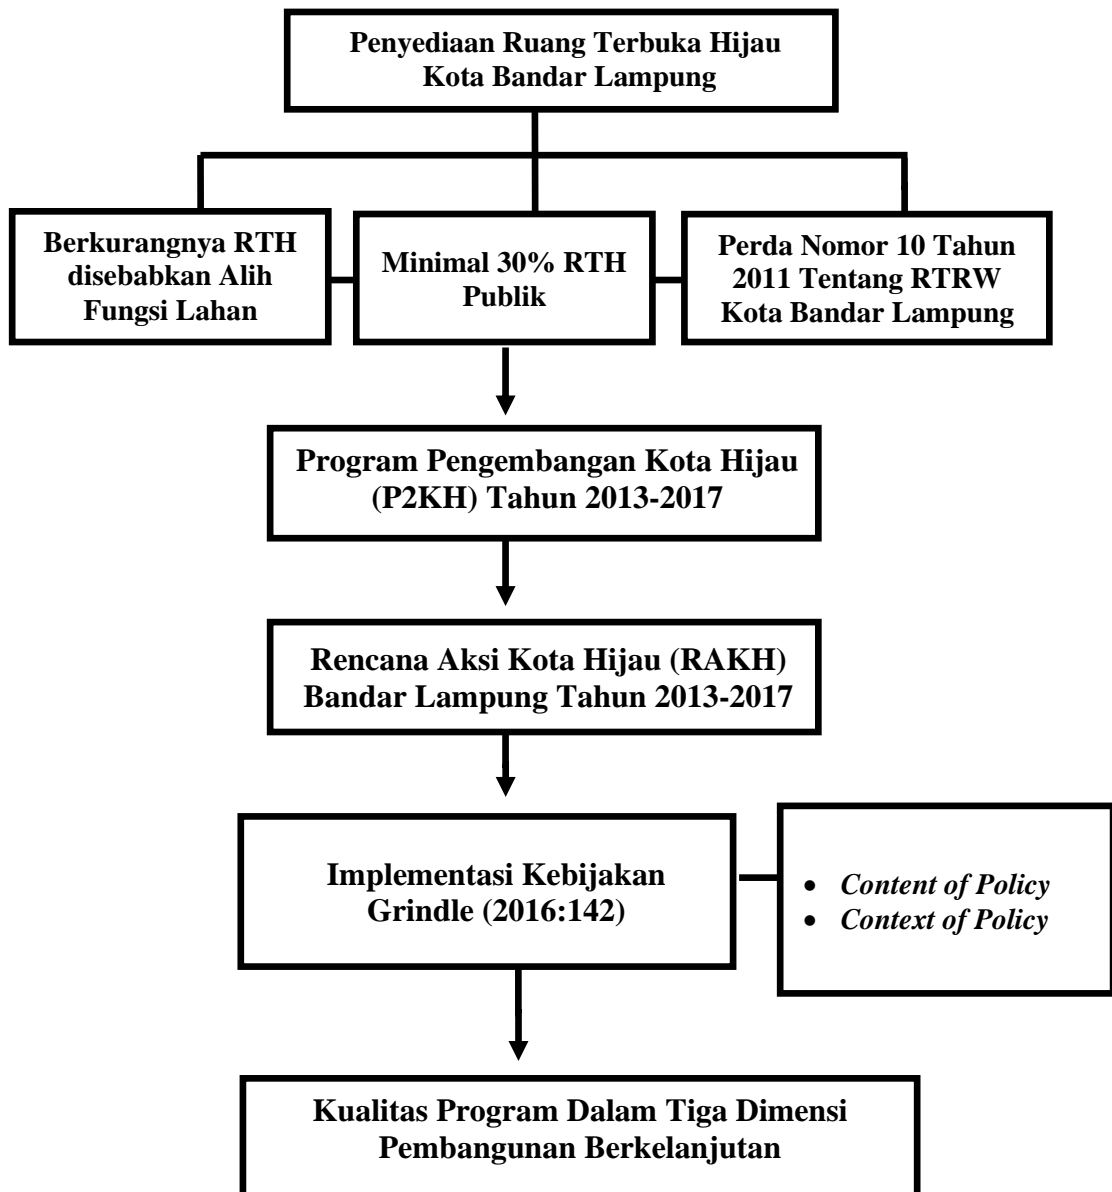 Penyediaan Ruang Terbuka Hijau
Kota Bandar Lampung
Berkurangnya RTH
disebabkan Alih
Fungsi Lahan
Minimal 30% RTH
Publik
Perda Nomor 10 Tahun
2011 Tentang RTRW
Kota Bandar Lampung
Program Pengembangan Kota Hijau
(P2KH) Tahun 2013-2017
Rencana Aksi Kota Hijau (RAKH)
Bandar Lampung Tahun 2013-2017
Implementasi Kebijakan
Grindle (2016:142)
• Content of Policy
• Context of Policy
Kualitas Program Dalam Tiga Dimensi
Pembangunan Berkelanjutan